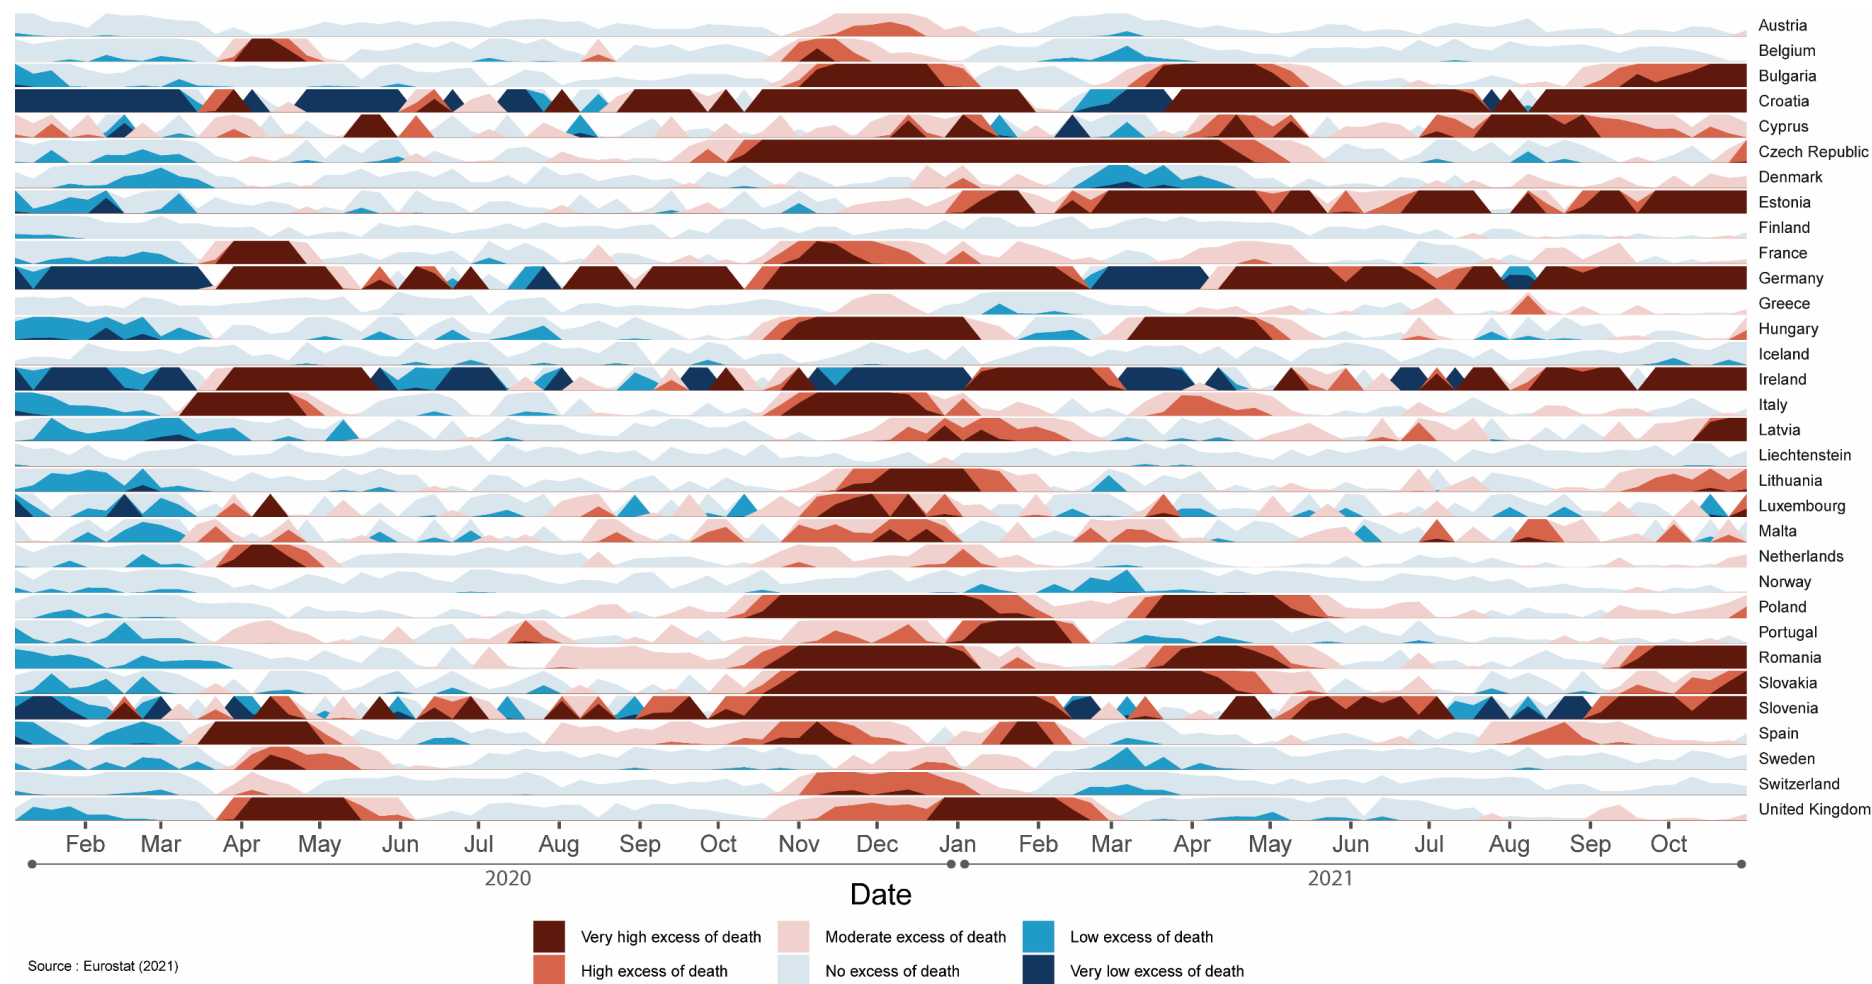 Austria
Belgium
Bulgaria
Croatia
Cyprus
Czech Republic
Denmark
Estonia
Finland
France
Germany
Greece
Hungary
Iceland
Ireland
Italy
Latvia
Liechtenstein
Lithuania
Luxembourg
Malta
Netherlands
Norway
Poland
Portugal
Romania
Slovakia
Slovenia
Spain
Sweden
Switzerland
United Kingdom
Feb Mar Apr May Jun Jul Aug Sep Oct Nov Dec Jan Feb Mar Apr May Jun Jul Aug Sep Oct
2020 2021
Date
Very high excess of death Moderate excess of death Low excess of death
High excess of death No excess of death Very low excess of death
Source : Eurostat (2021)